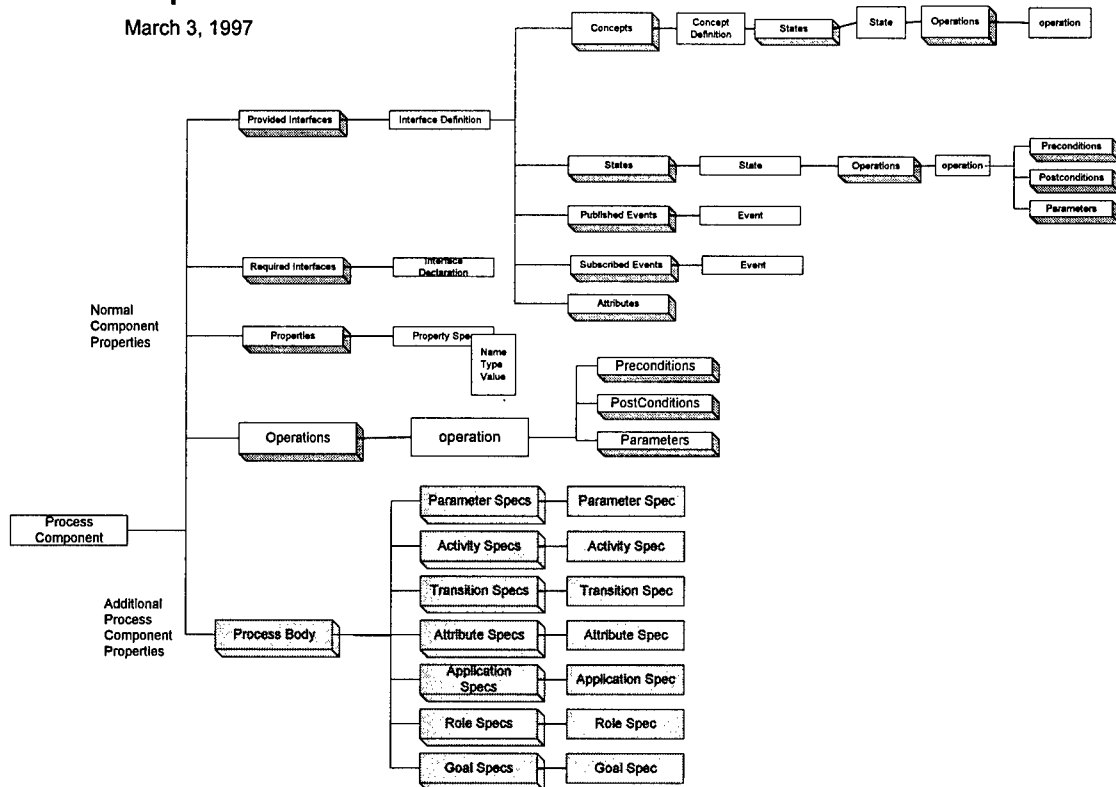 March 3, 1997
Concepts
Concept
Definition
States
State
Operations
operation
Provided Interfaces
Interface Definition
States
State
Operations
operation
Preconditions
Postconditions
Parameters
Published Events
Event
Required Interfaces
Interface
Declaration
Subscribed Events
Event
Attributes
Normal
Component
Properties
Properties
Property Spec
Name
Type
Value
Operations
operation
Preconditions
PostConditions
Parameters
Process
Component
Additional
Process
Component
Properties
Process Body
Parameter Specs
Parameter Spec
Activity Specs
Activity Spec
Transition Specs
Transition Spec
Attribute Specs
Attribute Spec
Application
Specs
Application Spec
Role Specs
Role Spec
Goal Specs
Goal Spec